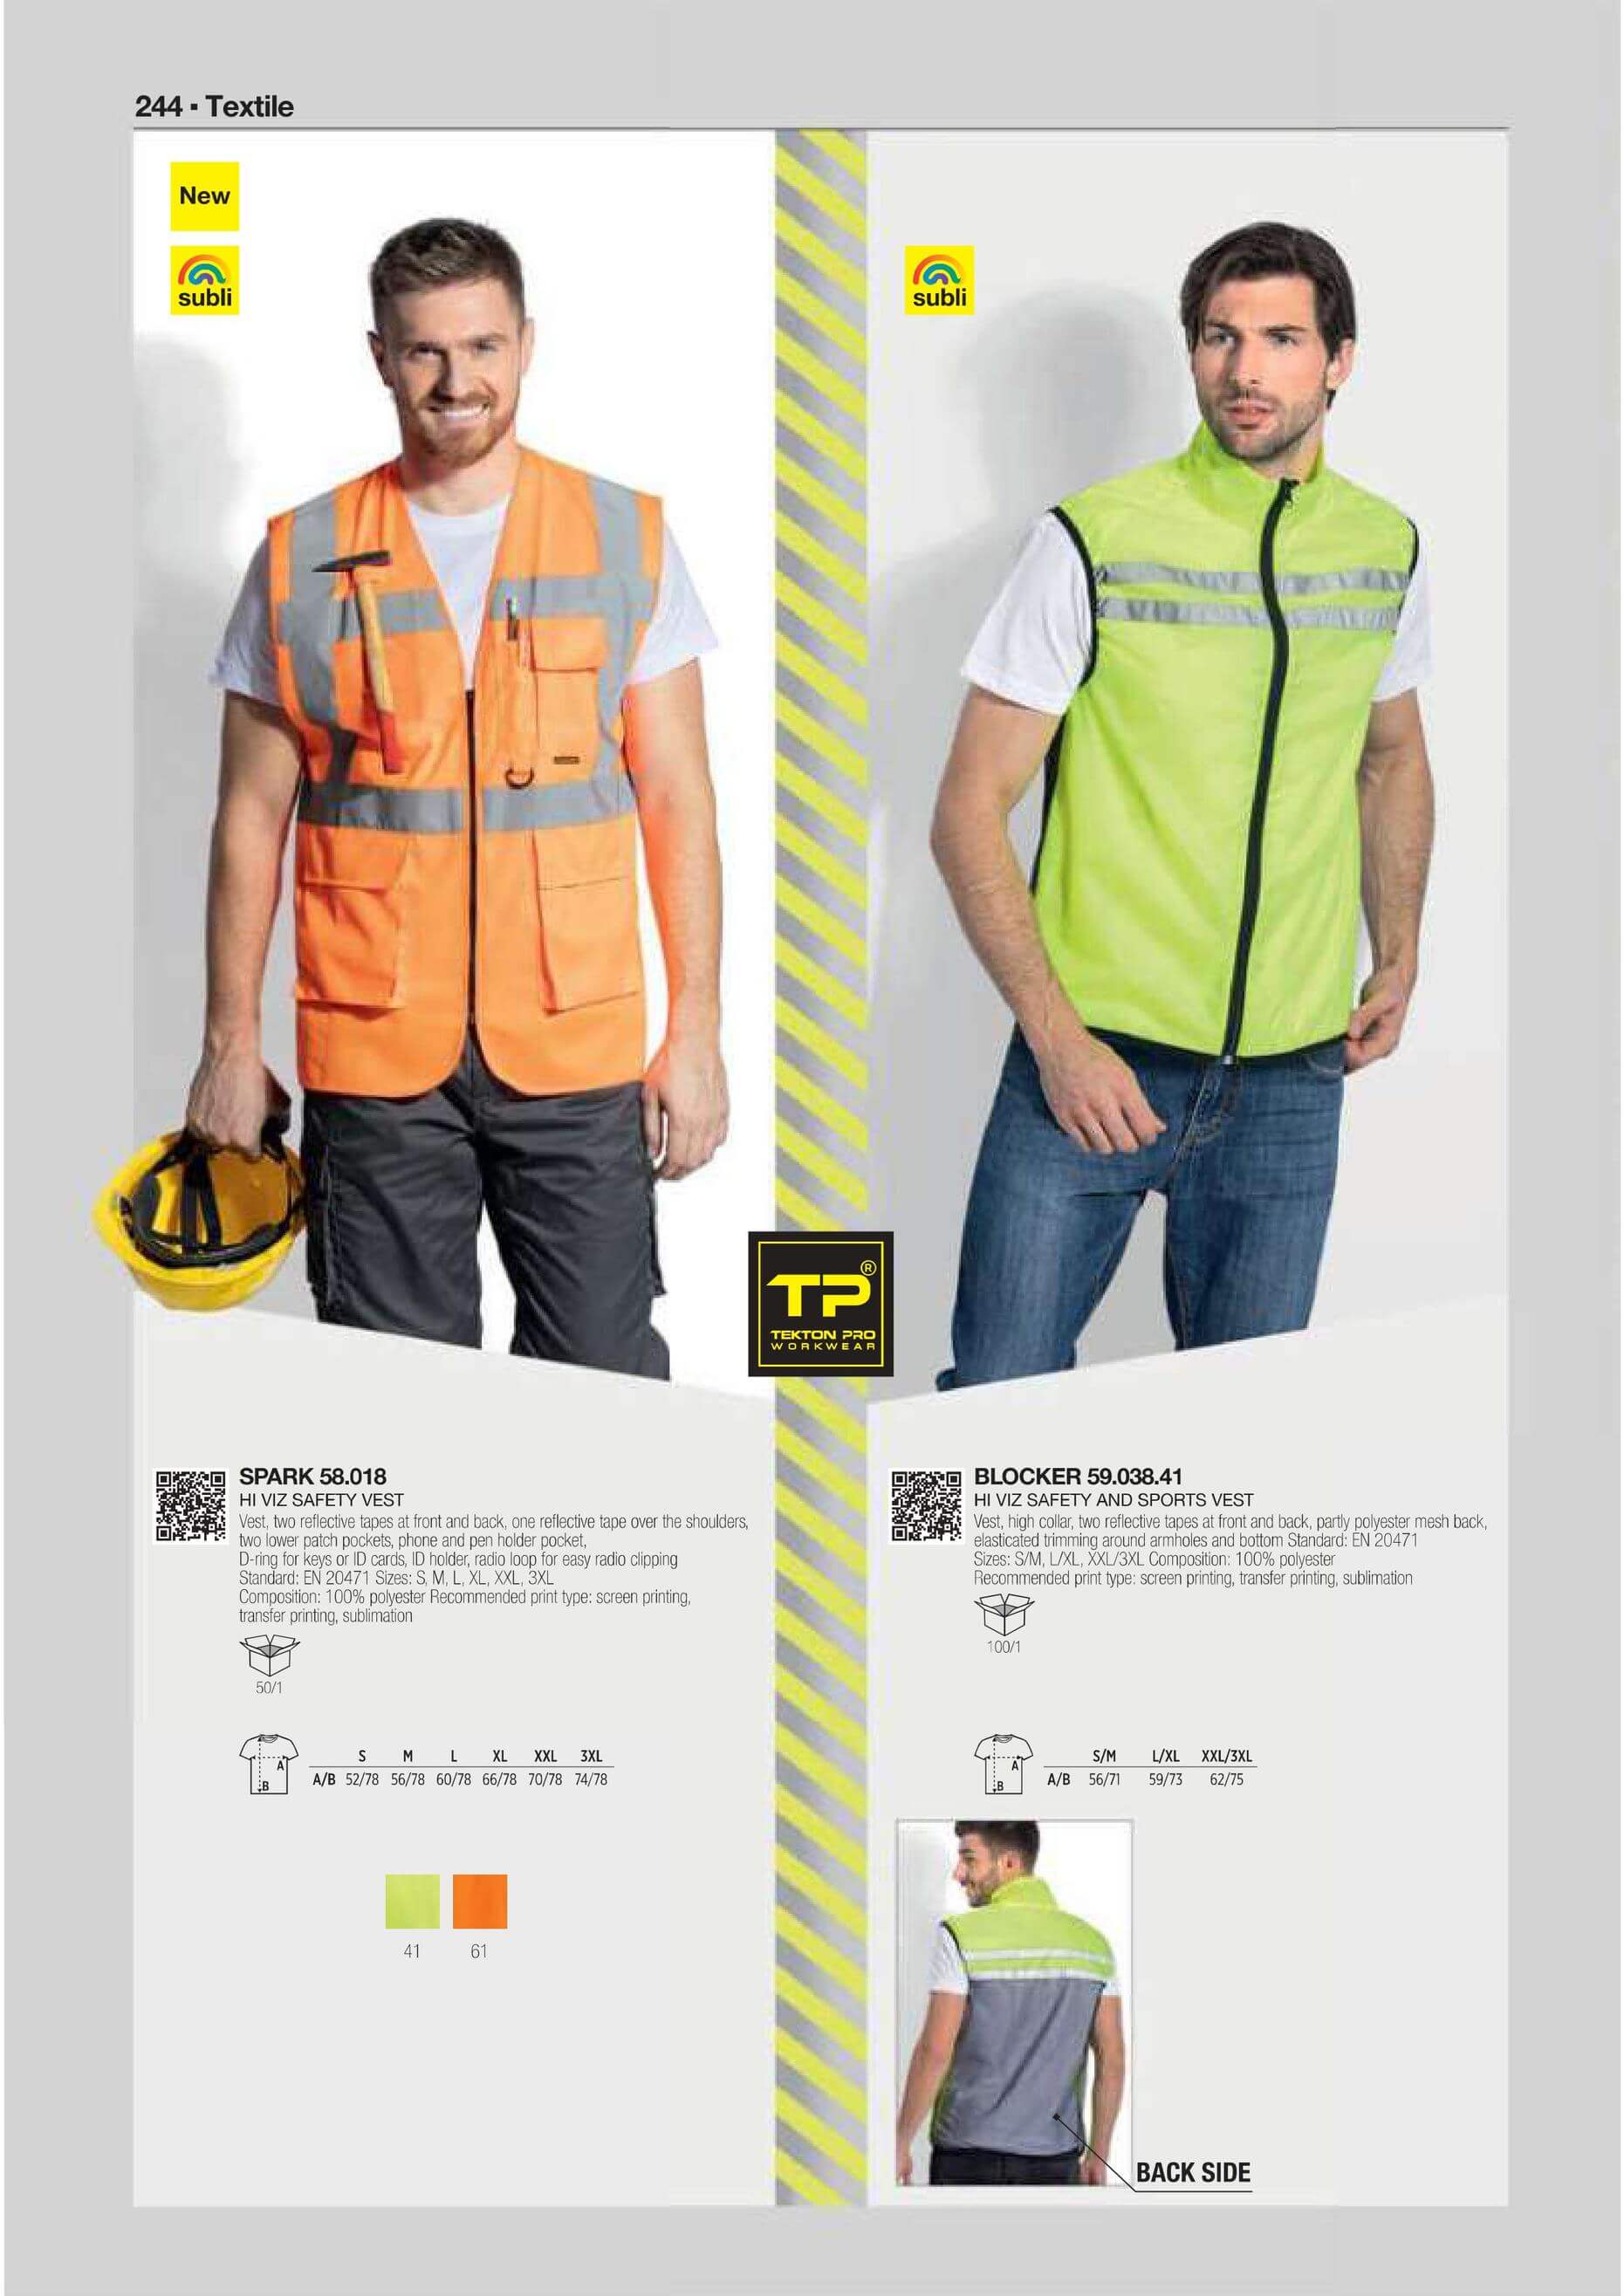 244 ▪ Textile
New
subli
subli
TP®
TEKTON PRO
WORKWEAR
SPARK 58.018
HI VIZ SAFETY VEST
Vest, two reflective tapes at front and back, one reflective tape over the shoulders,
two lower patch pockets, phone and pen holder pocket,
D-ring for keys or ID cards, ID holder, radio loop for easy radio clipping
Standard: EN 20471 Sizes: S, M, L, XL, XXL, 3XL
Composition: 100% polyester Recommended print type: screen printing,
transfer printing, sublimation
50/1
A
B
S M L XL XXL 3XL
A/B 52/78 56/78 60/78 66/78 70/78 74/78
41 61
BLOCKER 59.038.41
HI VIZ SAFETY AND SPORTS VEST
Vest, high collar, two reflective tapes at front and back, partly polyester mesh back,
elasticated trimming around armholes and bottom Standard: EN 20471
Sizes: S/M, L/XL, XXL/3XL Composition: 100% polyester
Recommended print type: screen printing, transfer printing, sublimation
100/1
A
B
S/M L/XL XXL/3XL
A/B 56/71 59/73 62/75
BACK SIDE